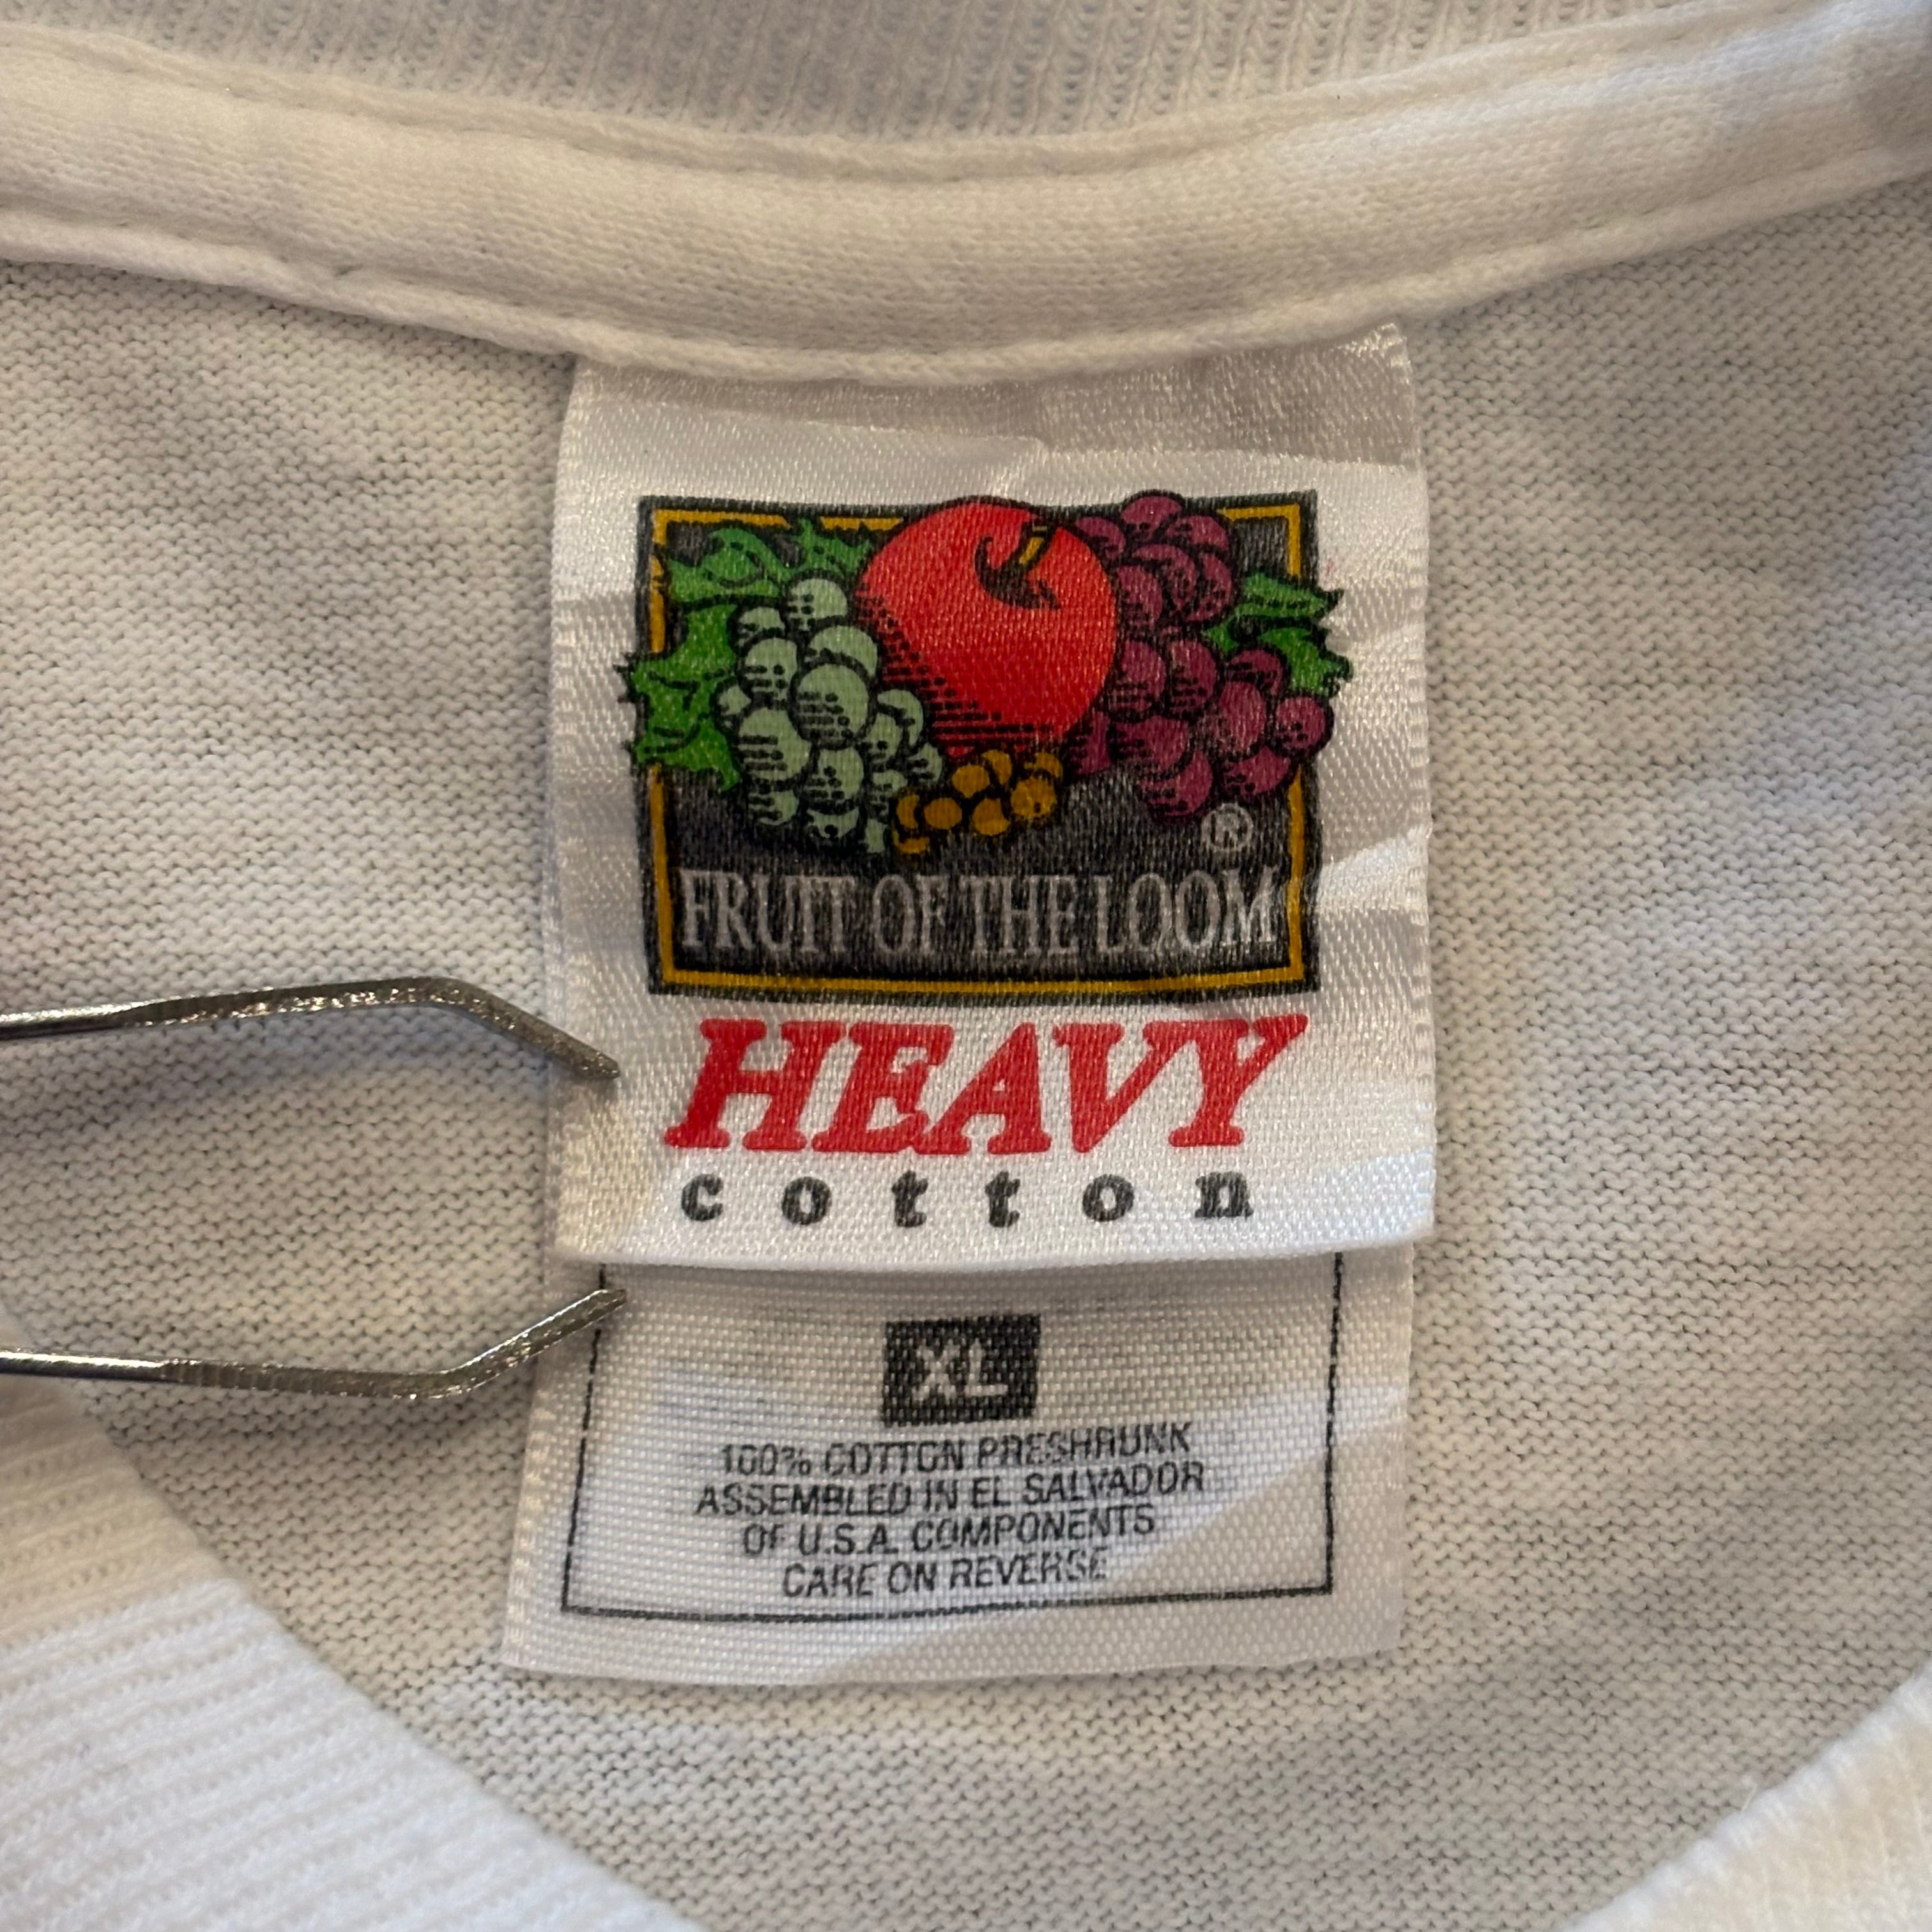 ®
FRUIT OF THE LOOM
HEAVY
cotton
XL
100% COTTON PRESHRUNK
ASSEMBLED IN EL SALVADOR
OF U.S.A. COMPONENTS
CARE ON REVERSE